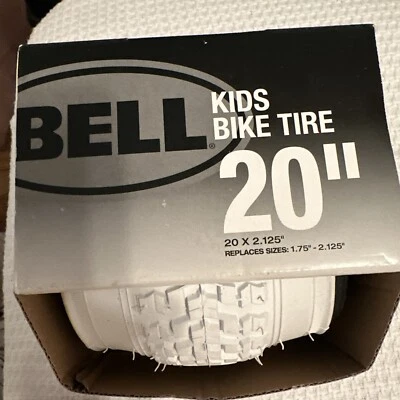 BELL®
KIDS
BIKE TIRE
20"
20 X 2.125"
REPLACES SIZES: 1.75" - 2.125"